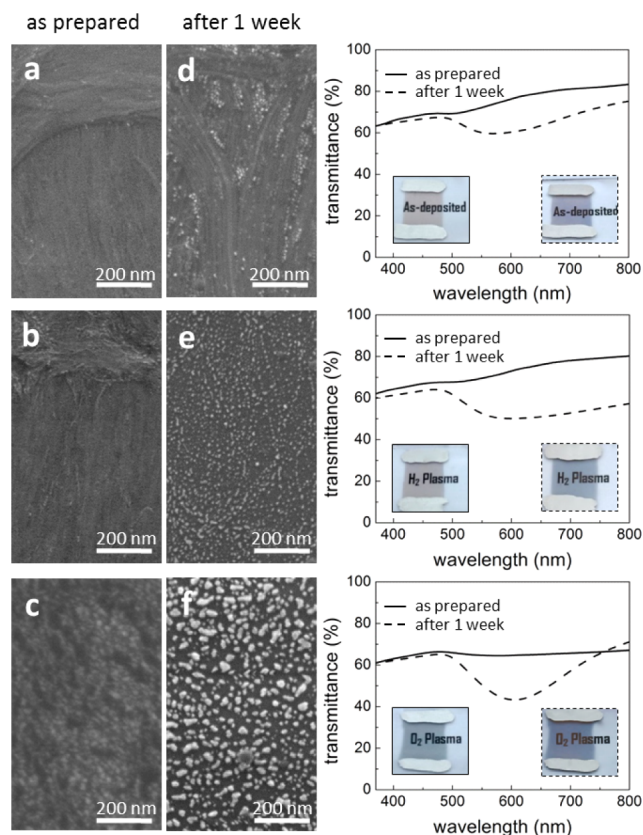 as prepared
after 1 week
a
200 nm
d
200 nm
100
80
60
40
20
0
transmittance (%)
as prepared
after 1 week
As-deposited
As-deposited
400
500
600
700
800
wavelength (nm)
b
200 nm
e
200 nm
100
80
60
40
20
0
transmittance (%)
as prepared
after 1 week
H₂ Plasma
H₂ Plasma
400
500
600
700
800
wavelength (nm)
c
200 nm
f
200 nm
100
80
60
40
20
0
transmittance (%)
as prepared
after 1 week
O₂ Plasma
O₂ Plasma
400
500
600
700
800
wavelength (nm)